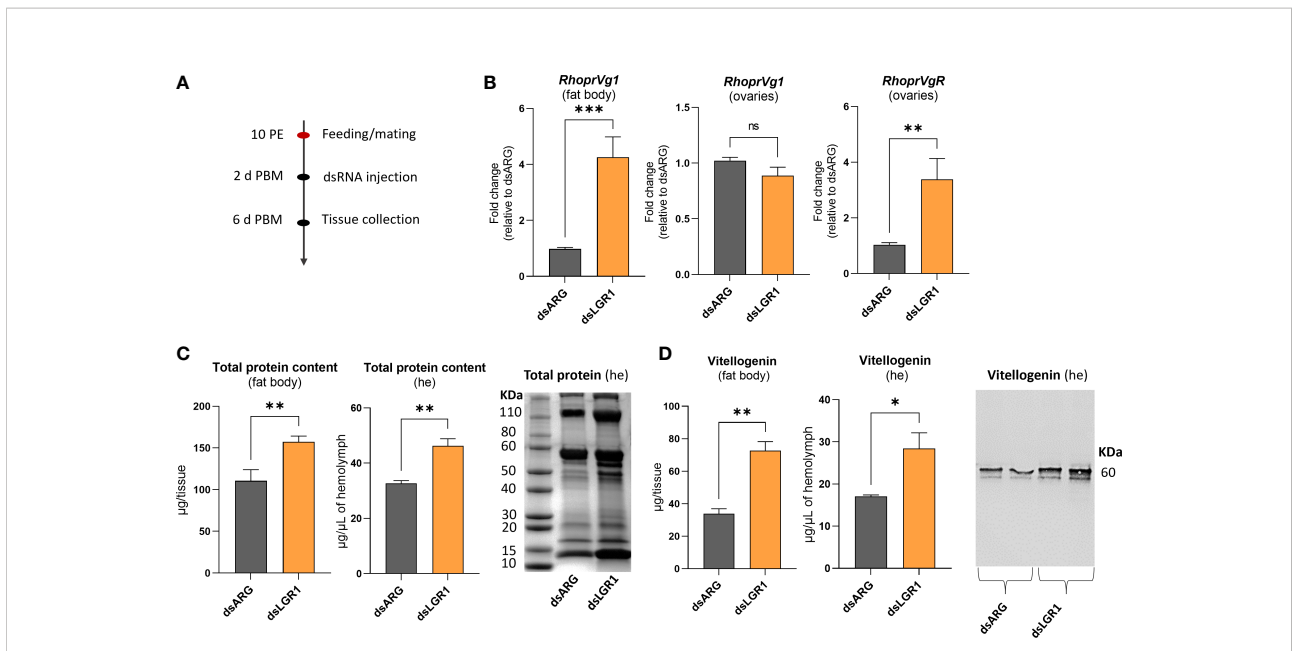 A
10 PE Feeding/mating
2 d PBM dsRNA injection
6 d PBM Tissue collection
B
RhoprVg1
(fat body)
***
Fold change
(relative to dsARG)
6
4
2
0
dsARG
dsLGR1
RhoprVg1
(ovaries)
ns
Fold change
(relative to dsARG)
1.5
1.0
0.5
0.0
dsARG
dsLGR1
RhoprVgR
(ovaries)
**
Fold change
(relative to dsARG)
6
4
2
0
dsARG
dsLGR1
C
Total protein content
(fat body)
**
µg/tissue
200
150
100
50
0
dsARG
dsLGR1
Total protein content
(he)
**
µg/µL of hemolymph
60
40
20
0
dsARG
dsLGR1
Total protein (he)
KDa
110
80
60
50
40
30
20
15
10
dsARG
dsLGR1
D
Vitellogenin
(fat body)
**
µg/tissue
100
80
60
40
20
0
dsARG
dsLGR1
Vitellogenin
(he)
*
µg/µL of hemolymph
40
30
20
10
0
dsARG
dsLGR1
Vitellogenin (he)
KDa
60
dsARG
dsLGR1